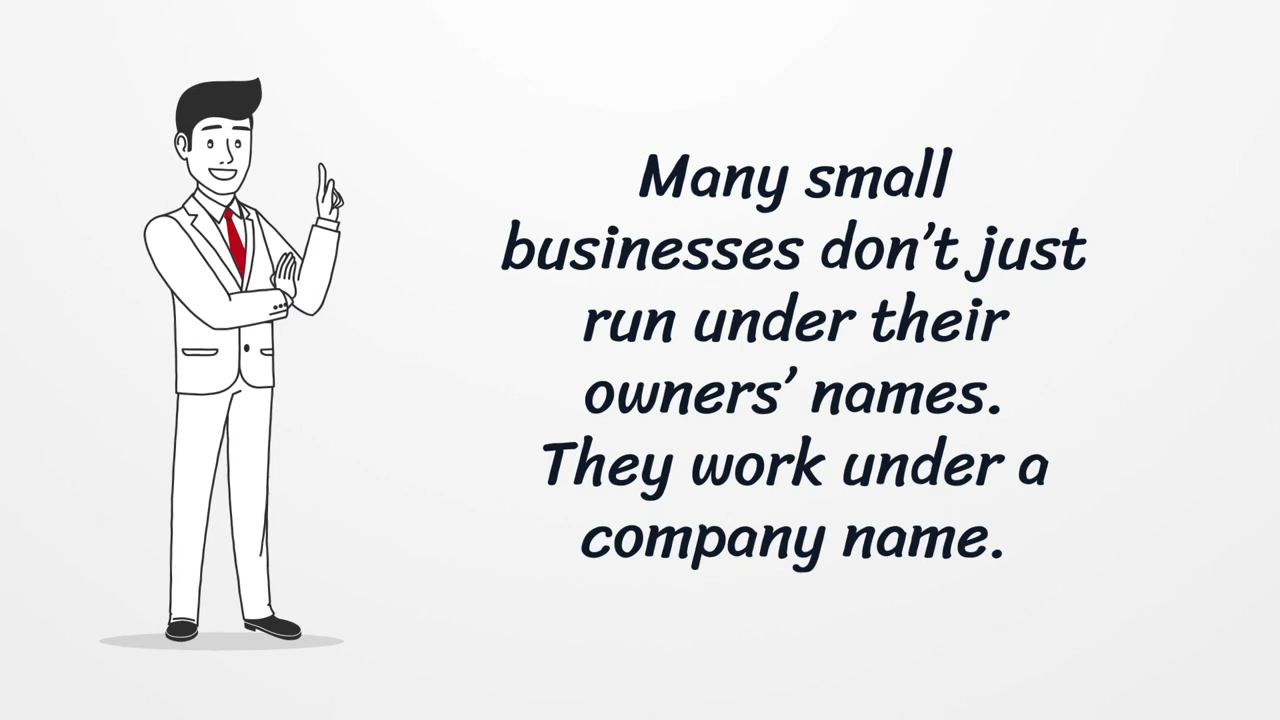 Many small
businesses don’t just
run under their
owners’ names.
They work under a
company name.